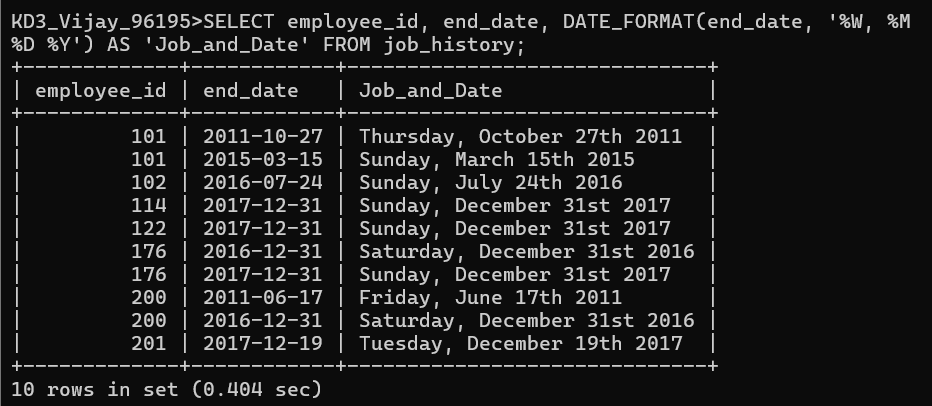 KD3_Vijay_96195>SELECT employee_id, end_date, DATE_FORMAT(end_date, '%W, %M
%D %Y') AS 'Job_and_Date' FROM job_history;
+-------------+------------+------------------------------+
| employee_id | end_date   | Job_and_Date                 |
+-------------+------------+------------------------------+
|         101 | 2011-10-27 | Thursday, October 27th 2011  |
|         101 | 2015-03-15 | Sunday, March 15th 2015      |
|         102 | 2016-07-24 | Sunday, July 24th 2016       |
|         114 | 2017-12-31 | Sunday, December 31st 2017   |
|         122 | 2017-12-31 | Sunday, December 31st 2017   |
|         176 | 2016-12-31 | Saturday, December 31st 2016 |
|         176 | 2017-12-31 | Sunday, December 31st 2017   |
|         200 | 2011-06-17 | Friday, June 17th 2011       |
|         200 | 2016-12-31 | Saturday, December 31st 2016 |
|         201 | 2017-12-19 | Tuesday, December 19th 2017  |
+-------------+------------+------------------------------+
10 rows in set (0.404 sec)